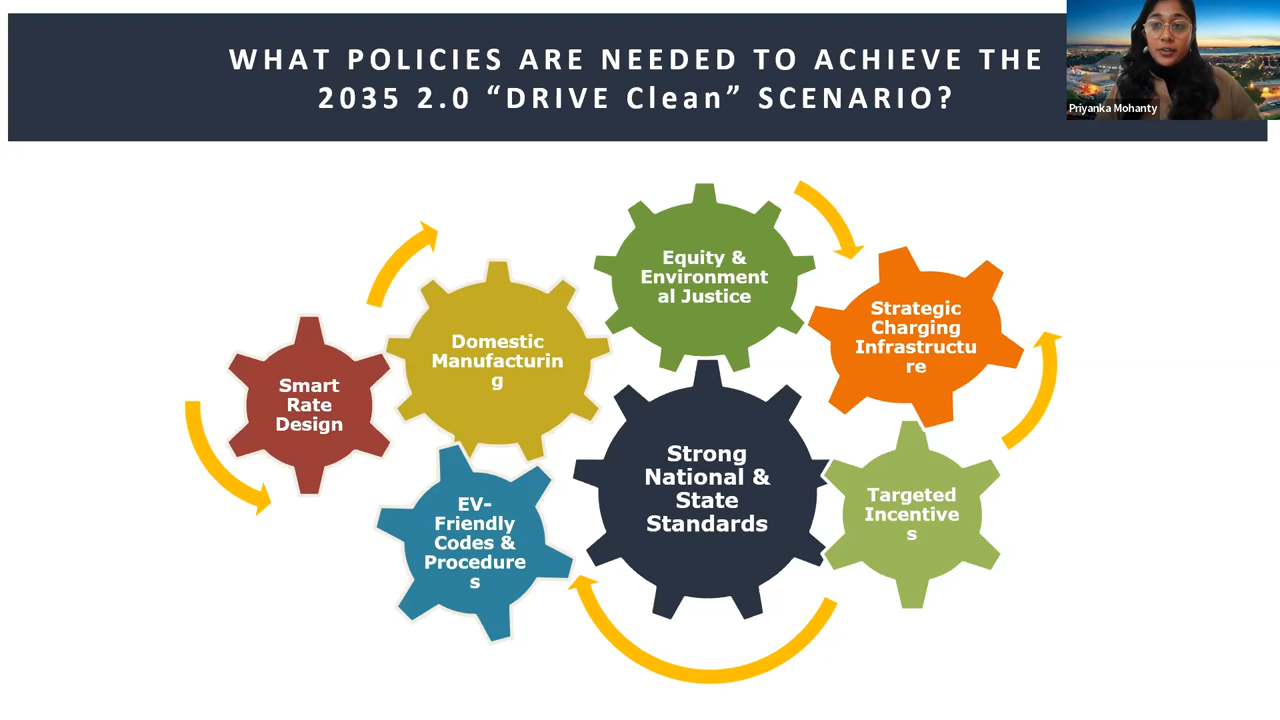 WHAT POLICIES ARE NEEDED TO ACHIEVE THE
2035 2.0 “DRIVE Clean” SCENARIO?
Priyanka Mohanty
Smart
Rate
Design
Domestic
Manufacturin
g
Equity &
Environment
al Justice
Strategic
Charging
Infrastructu
re
EV-
Friendly
Codes &
Procedure
s
Strong
National &
State
Standards
Targeted
Incentive
s